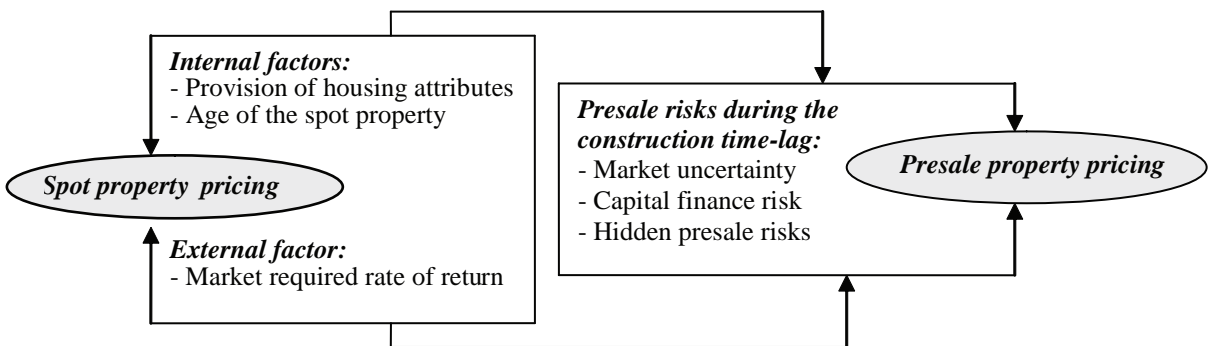 Internal factors:
- Provision of housing attributes
- Age of the spot property
Spot property pricing
External factor:
- Market required rate of return
Presale risks during the
construction time-lag:
- Market uncertainty
- Capital finance risk
- Hidden presale risks
Presale property pricing